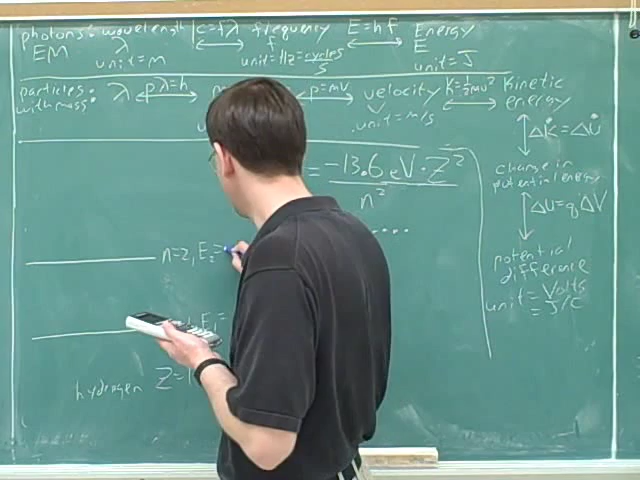 photons: wavelength c=fλ frequency E=hf Energy
EM λ f E
unit=m unit=Hz=cycles/s unit=J
particles with mass: λ pλ=h p=mv velocity K=½mv² Kinetic energy
v
unit=m/s
ΔK=ΔU
= -13.6 eV·Z²
n²
change in potential energy
ΔU=qΔV
....
n=2, E₂=
potential difference
unit = Volts
= J/C
E₁=
hydrogen Z=1